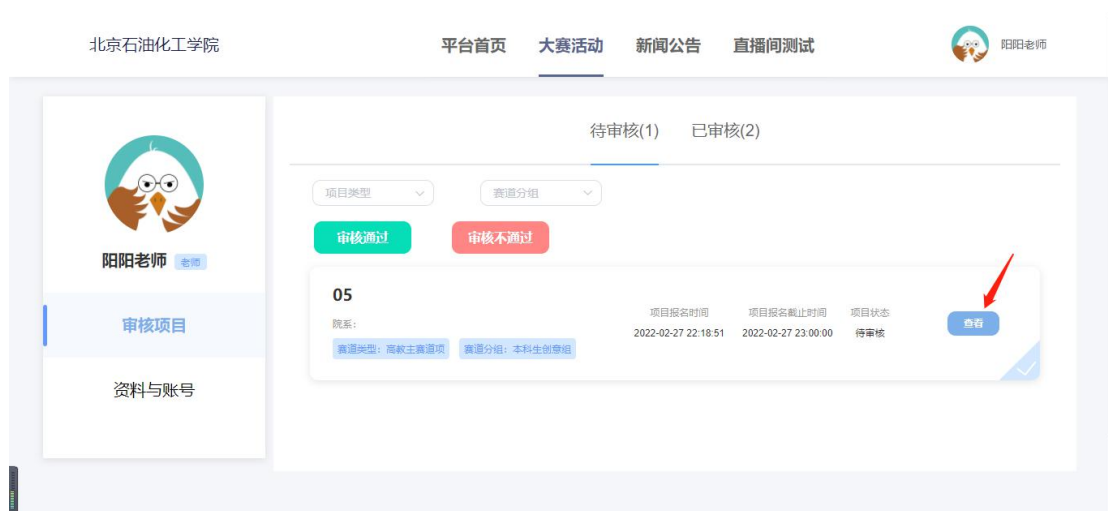 北京石油化工学院 平台首页 大赛活动 新闻公告 直播间测试 阳阳老师
待审核(1) 已审核(2)
项目类型 赛道分组
审核通过 审核不通过
阳阳老师 老师
审核项目
资料与账号
05
院系：
赛道类型：高教主赛道项 赛道分组：本科生创意组
项目报名时间 项目报名截止时间 项目状态
2022-02-27 22:18:51 2022-02-27 23:00:00 待审核
查看